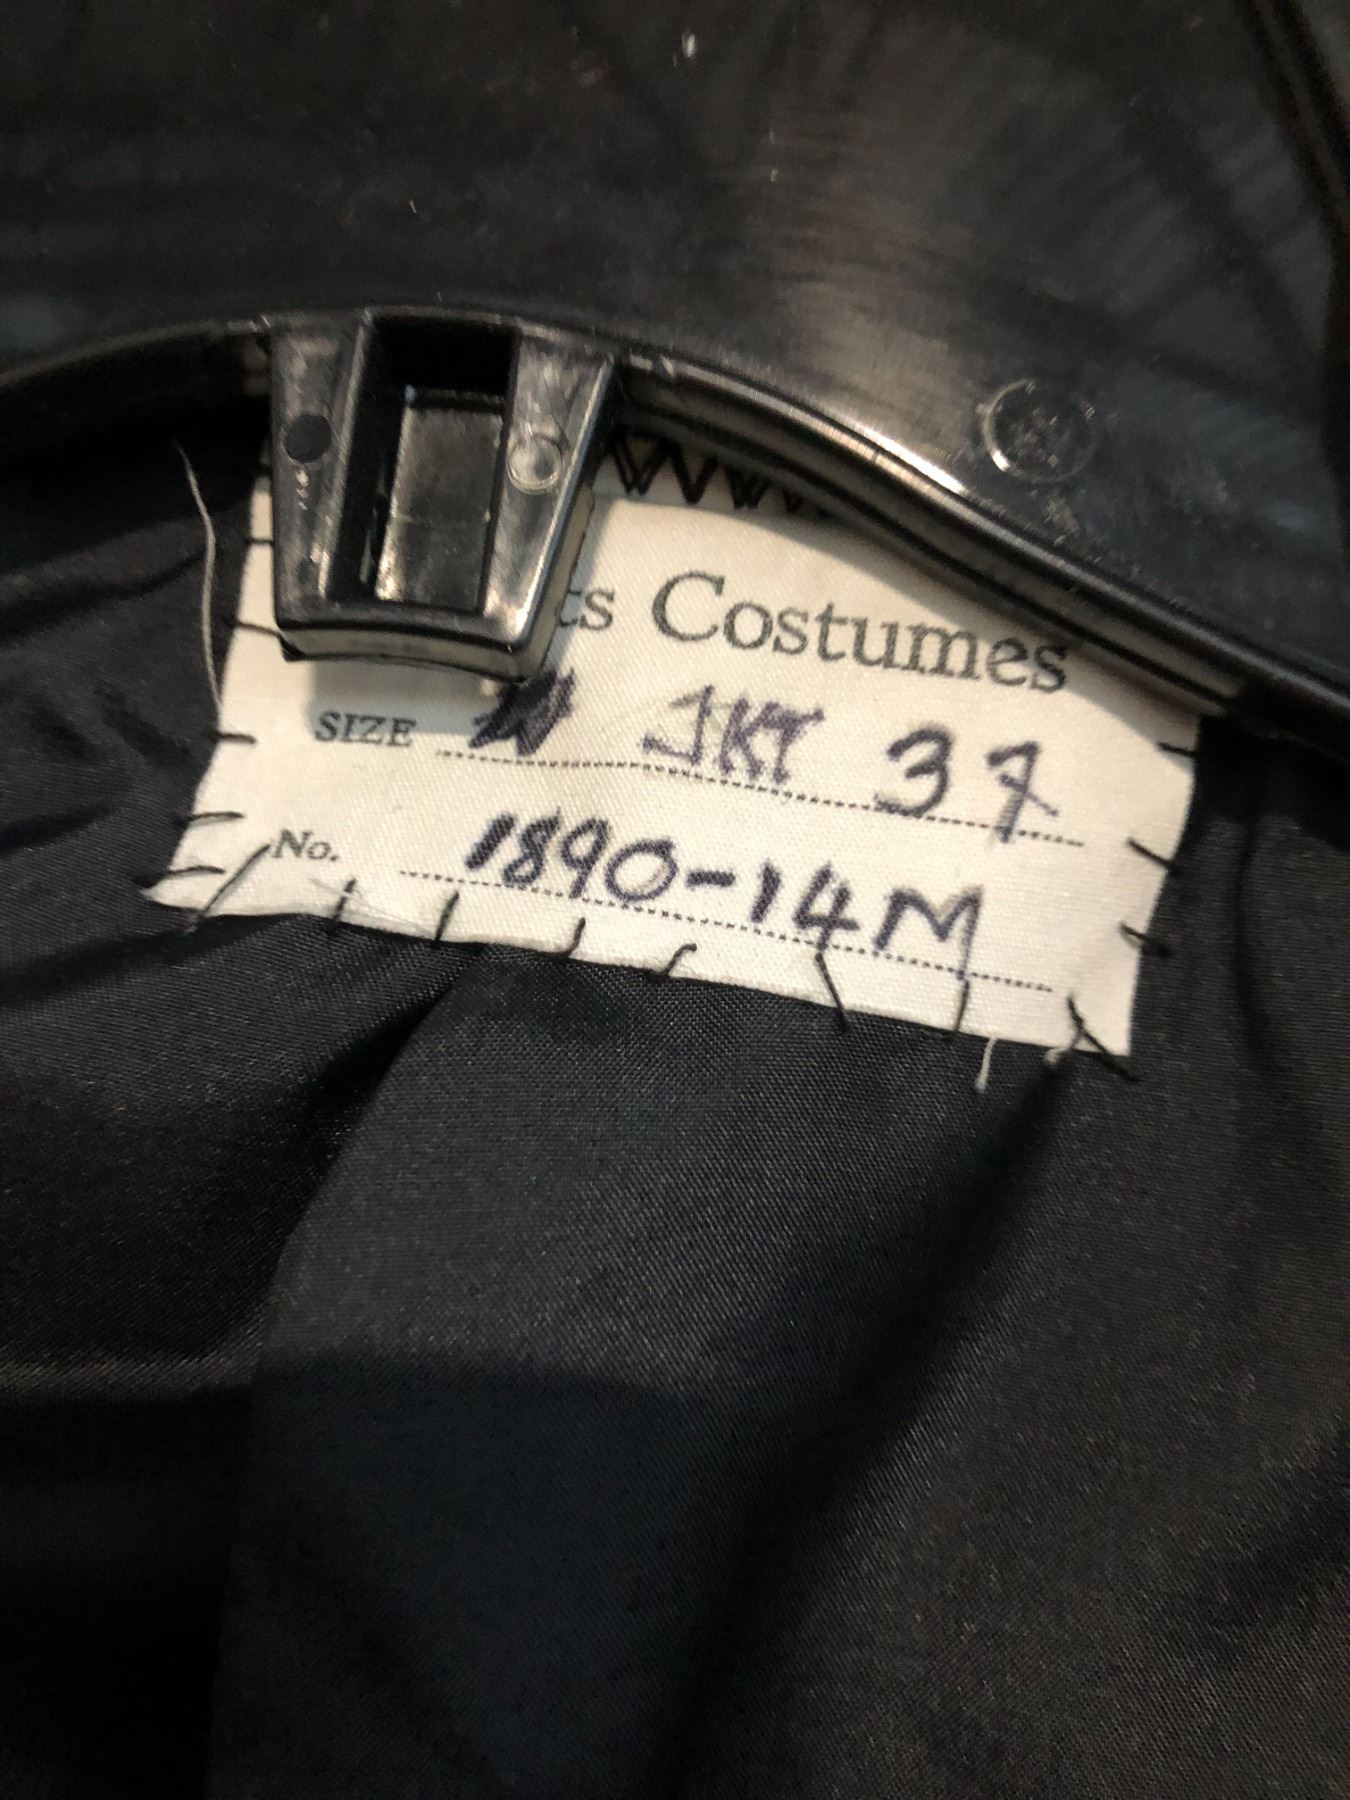 Costumes
SIZE JKT 37
No. 1890-14M